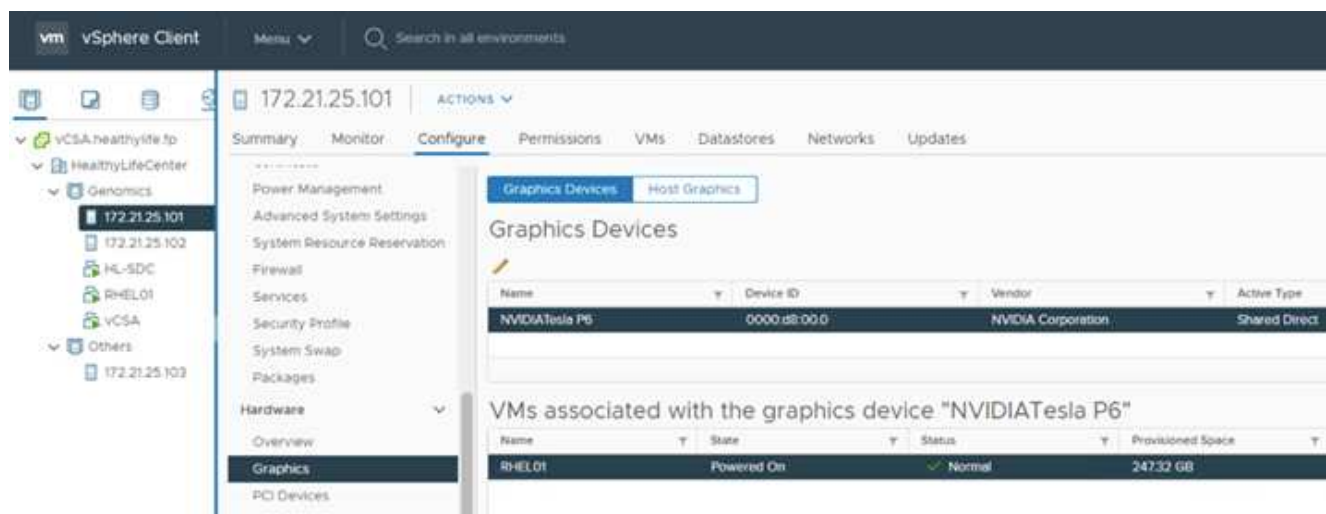 vm vSphere Client Menu Search in all environments
172.21.25.101 ACTIONS
Summary Monitor Configure Permissions VMs Datastores Networks Updates
vCSA.healthylife.fp
HealthyLifeCenter
Genomics
172.21.25.101
172.21.25.102
HL-SDC
RHEL01
vCSA
Others
172.21.25.103
Power Management
Advanced System Settings
System Resource Reservation
Firewall
Services
Security Profile
System Swap
Packages
Hardware
Overview
Graphics
PCI Devices
Graphics Devices Host Graphics
Graphics Devices
Name Device ID Vendor Active Type
NVIDIATesla P6 0000:d8:00.0 NVIDIA Corporation Shared Direct
VMs associated with the graphics device "NVIDIATesla P6"
Name State Status Provisioned Space
RHEL01 Powered On Normal 247.32 GB